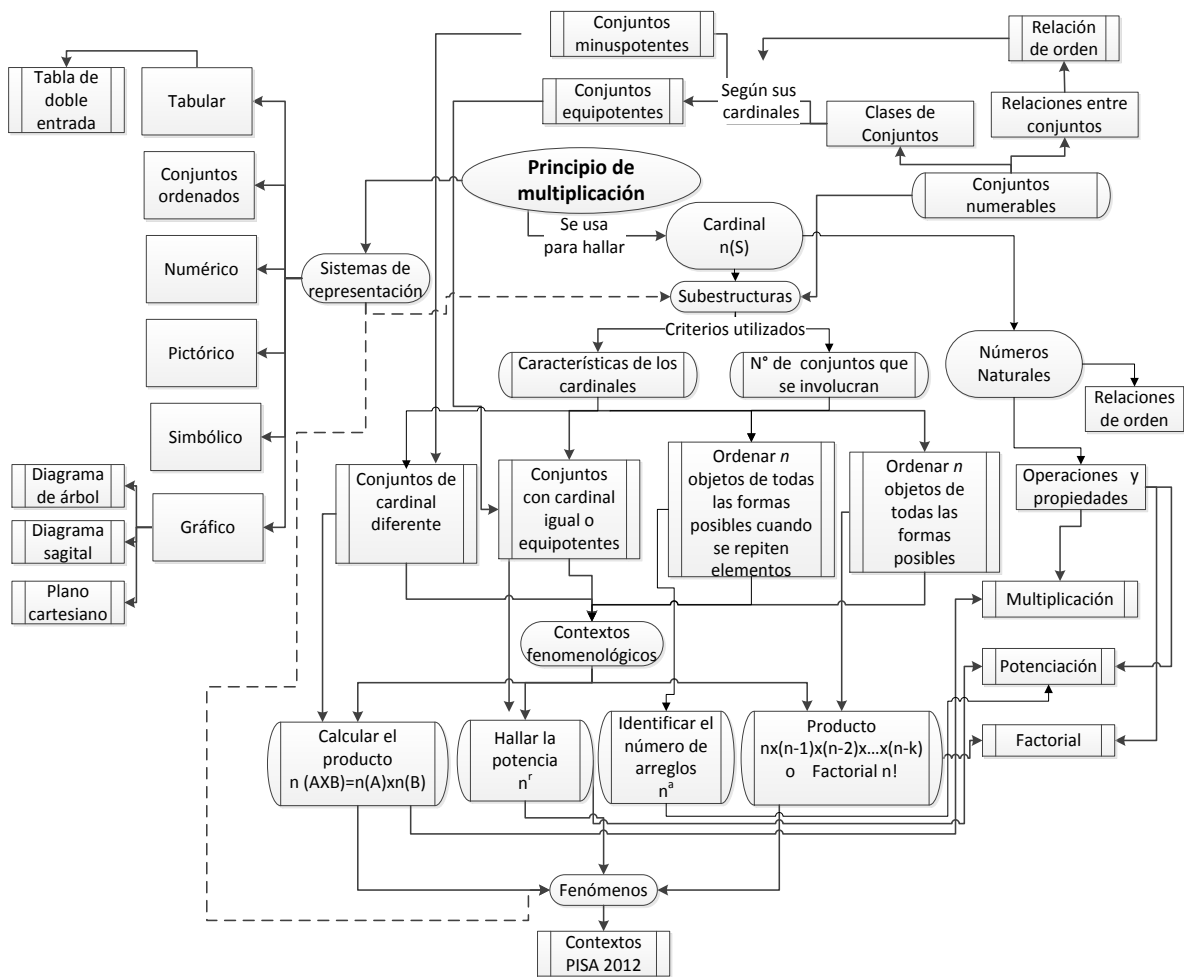 Conjuntos
minuspotentes
Relación
de orden
Tabla de
doble
entrada
Tabular
Conjuntos
equipotentes
Según sus
cardinales
Clases de
Conjuntos
Relaciones entre
conjuntos
Conjuntos
ordenados
Principio de
multiplicación
Conjuntos
numerables
Se usa
para hallar
Cardinal
n(S)
Numérico
Sistemas de
representación
Subestructuras
Criterios utilizados
Pictórico
Características de los
cardinales
N° de conjuntos que
se involucran
Números
Naturales
Relaciones
de orden
Simbólico
Diagrama
de árbol
Diagrama
sagital
Plano
cartesiano
Gráfico
Conjuntos de
cardinal
diferente
Conjuntos
con cardinal
igual o
equipotentes
Ordenar n
objetos de todas
las formas
posibles cuando
se repiten
elementos
Ordenar n
objetos de
todas las
formas
posibles
Operaciones y
propiedades
Multiplicación
Contextos
fenomenológicos
Potenciación
Calcular el
producto
n (AXB)=n(A)xn(B)
Hallar la
potencia
n^r
Identificar el
número de
arreglos
n^a
Producto
nx(n-1)x(n-2)x...x(n-k)
o Factorial n!
Factorial
Fenómenos
Contextos
PISA 2012